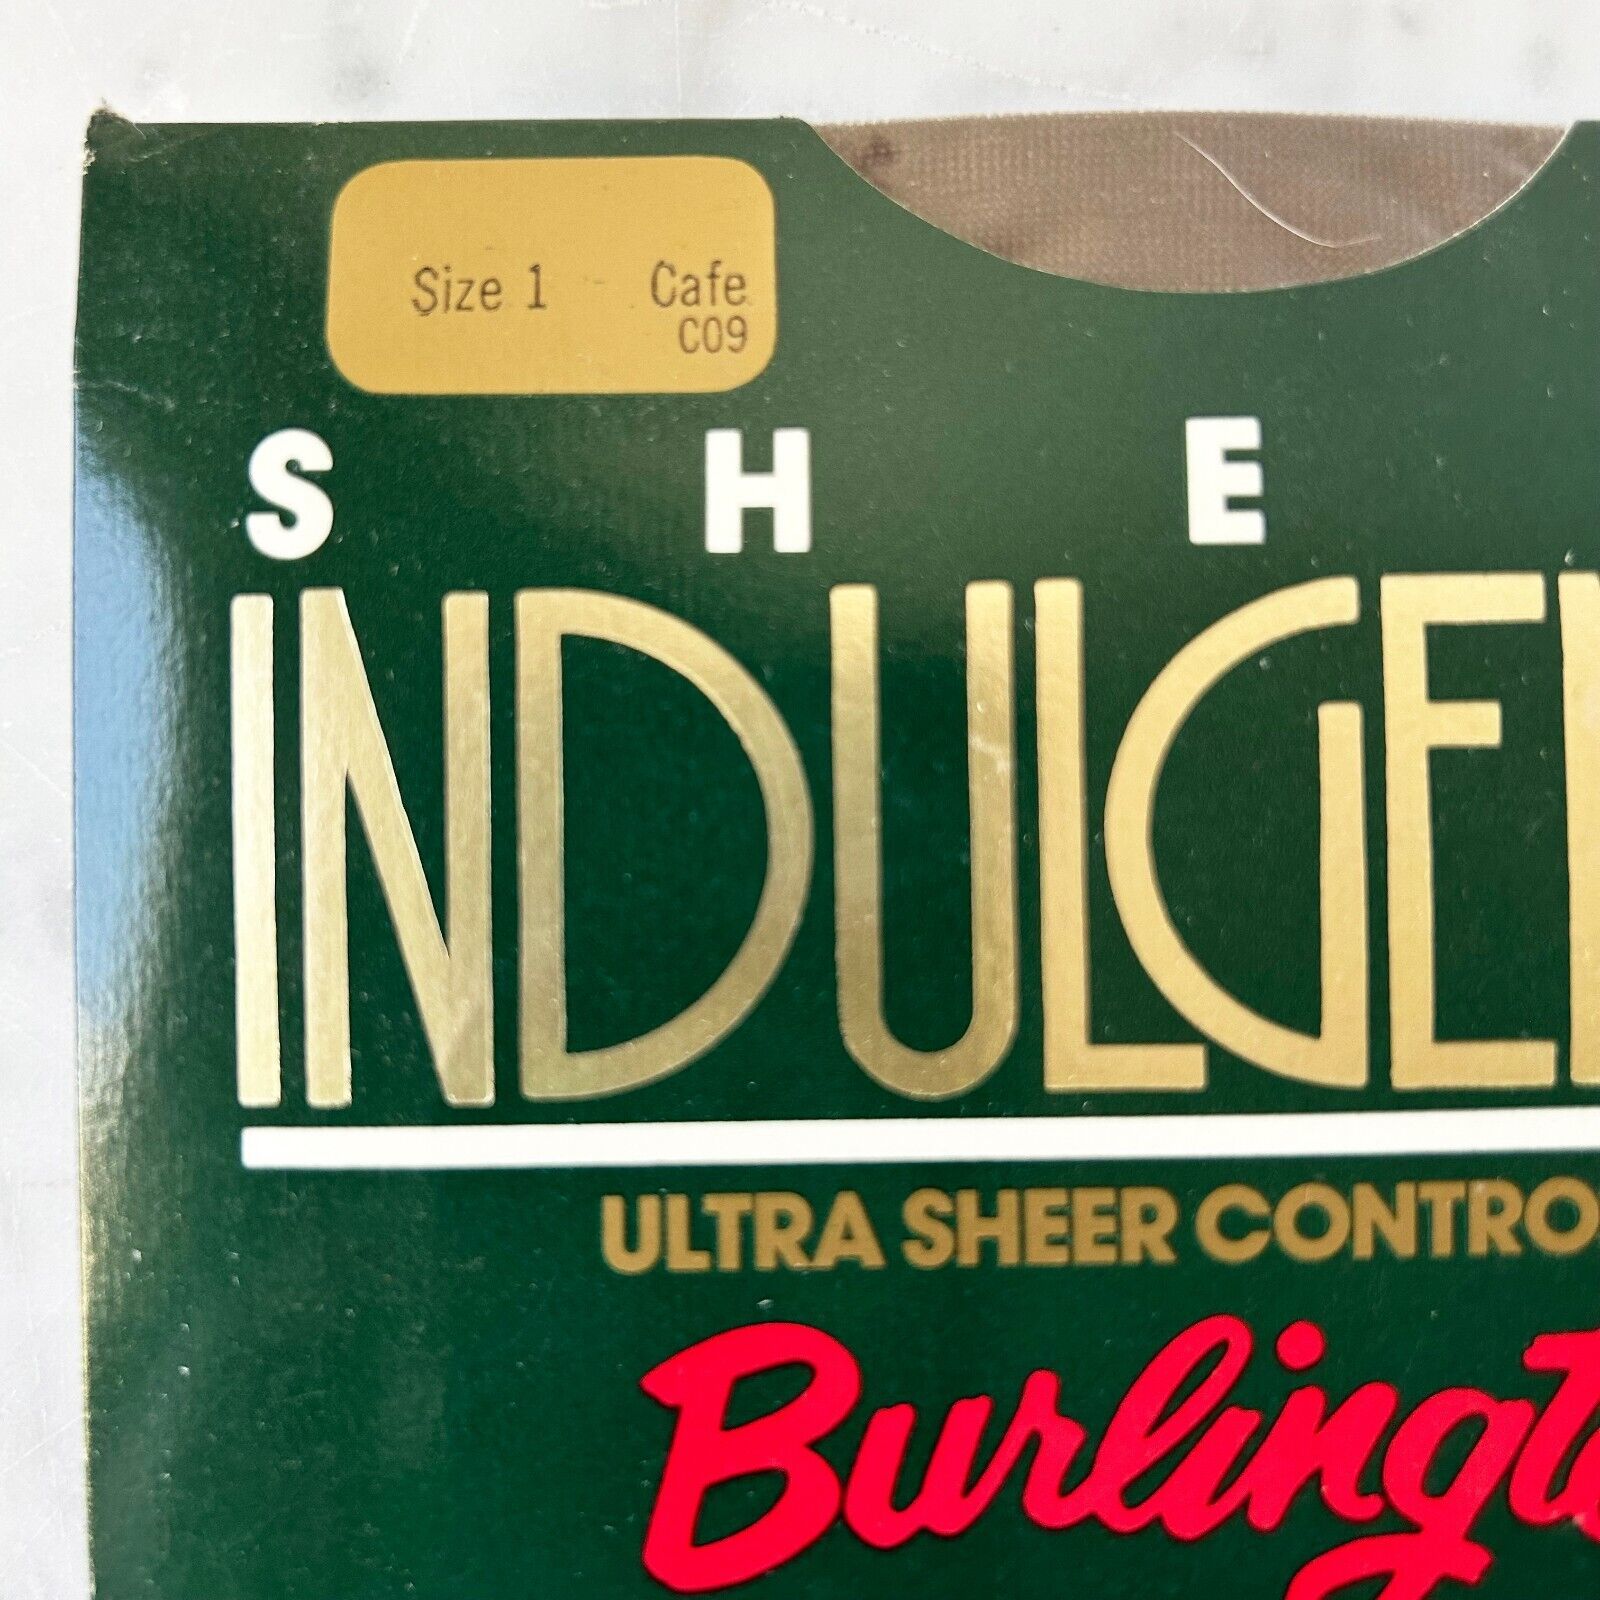 Size 1 Cafe
C09
S H E
INDULGE
ULTRA SHEER CONTRO
Burlingt